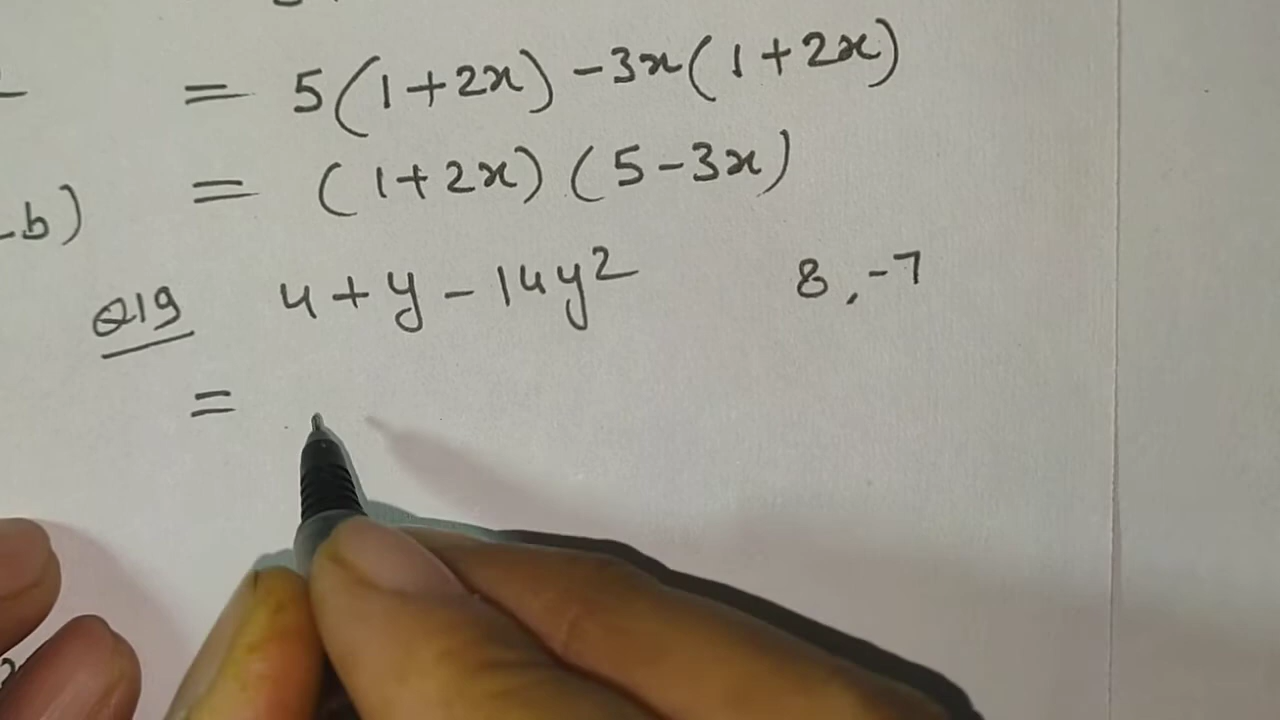 = 5(1+2x) -3x(1+2x)
= (1+2x) (5-3x)
-b)
Q19 4+y-14y² 8,-7
=